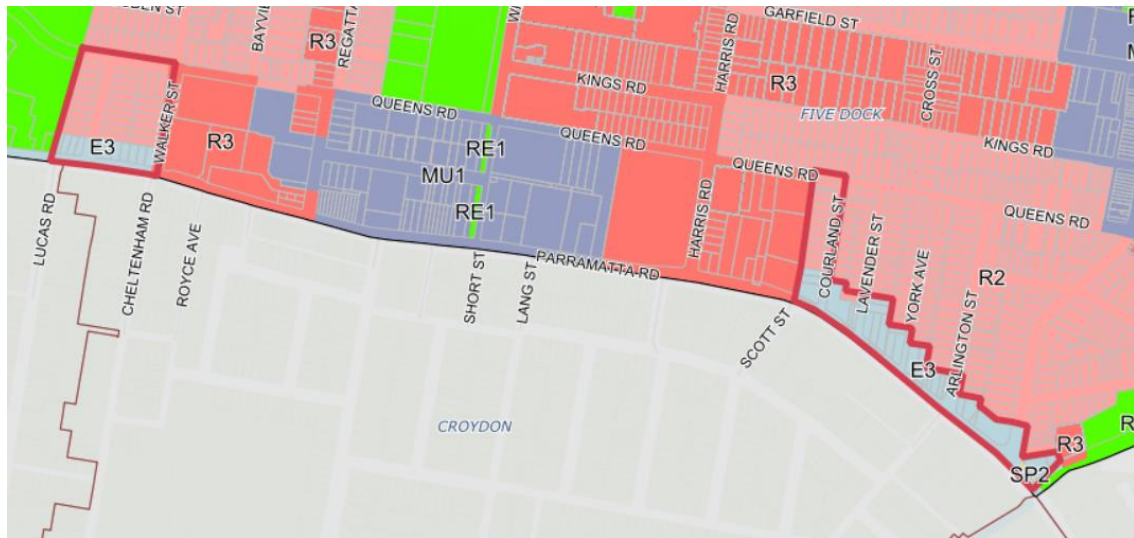 GARFIELD ST
BAYVI
REGATTA
R3
HARRIS RD
R3
CROSS ST
KINGS RD
FIVE DOCK
KINGS RD
QUEENS RD
QUEENS RD
QUEENS RD
QUEENS RD
WALKER ST
E3
R3
RE1
MU1
RE1
HARRIS RD
COURLAND ST
LAVENDER ST
YORK AVE
ARLINGTON ST
R2
LUCAS RD
CHELTENHAM RD
ROYCE AVE
SHORT ST
LANG ST
PARRAMATTA RD
SCOTT ST
E3
CROYDON
R3
R
SP2